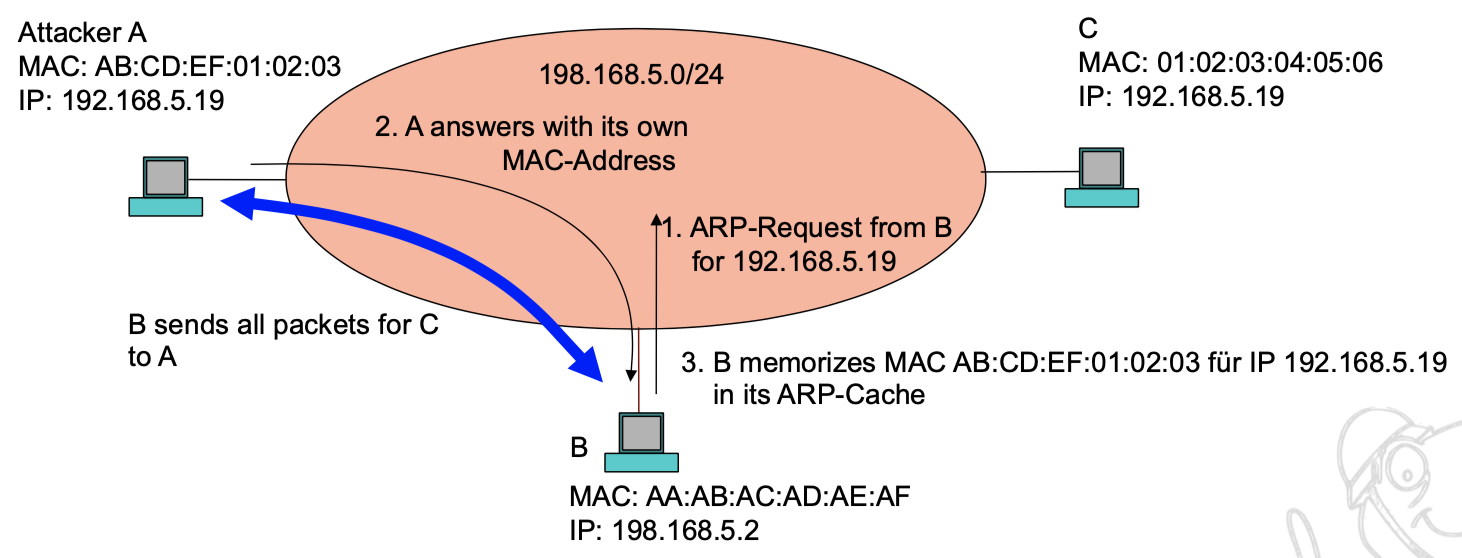 Attacker A
MAC: AB:CD:EF:01:02:03
IP: 192.168.5.19
C
MAC: 01:02:03:04:05:06
IP: 192.168.5.19
198.168.5.0/24
2. A answers with its own
MAC-Address
1. ARP-Request from B
for 192.168.5.19
B sends all packets for C
to A
3. B memorizes MAC AB:CD:EF:01:02:03 für IP 192.168.5.19
in its ARP-Cache
B
MAC: AA:AB:AC:AD:AE:AF
IP: 198.168.5.2